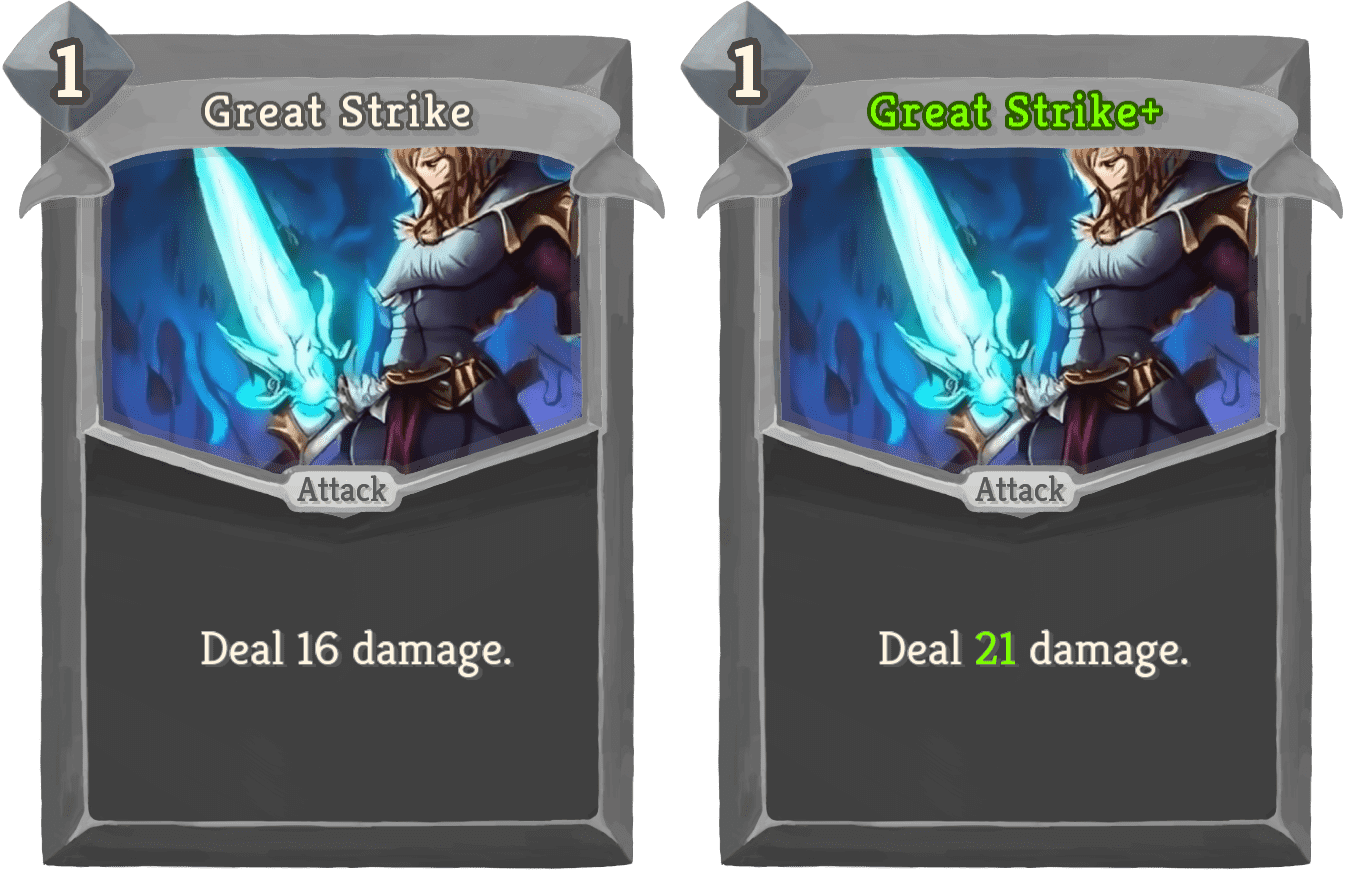 1
Great Strike
Attack
Deal 16 damage.
1
Great Strike+
Attack
Deal 21 damage.